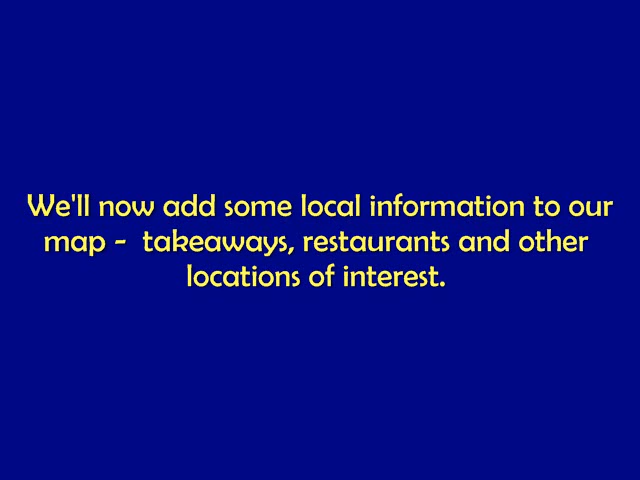 We'll now add some local information to our
map -  takeaways, restaurants and other
locations of interest.